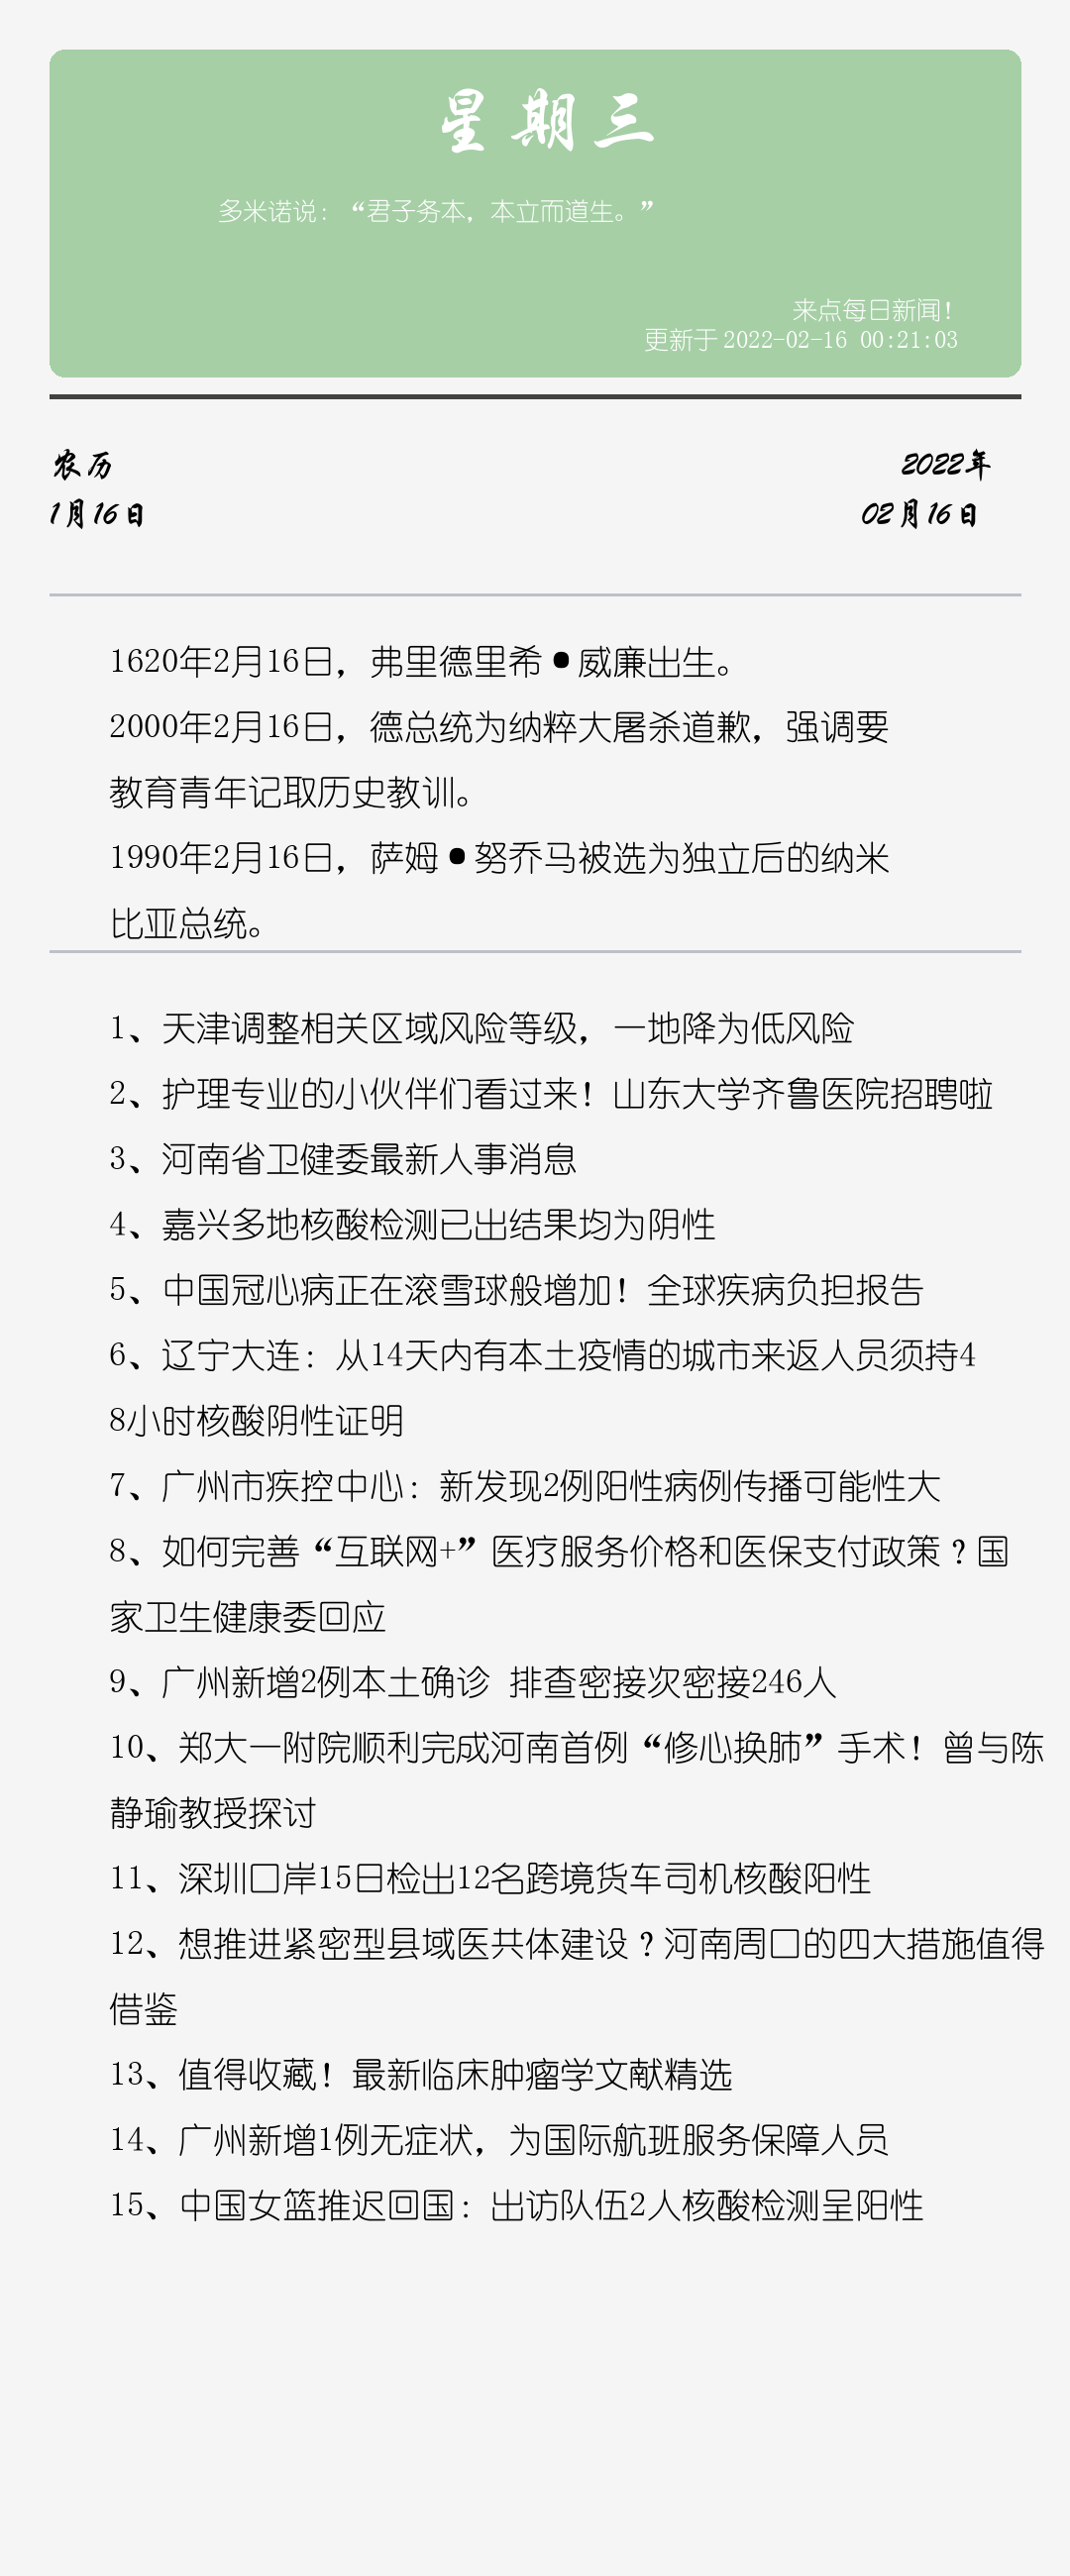 星期三
多米诺说：“君子务本，本立而道生。”
来点每日新闻！
更新于 2022-02-16 00:21:03
农历
2022年
1月16日
02月16日
1620年2月16日，弗里德里希•威廉出生。
2000年2月16日，德总统为纳粹大屠杀道歉，强调要
教育青年记取历史教训。
1990年2月16日，萨姆•努乔马被选为独立后的纳米
比亚总统。
1、天津调整相关区域风险等级，一地降为低风险
2、护理专业的小伙伴们看过来！山东大学齐鲁医院招聘啦
3、河南省卫健委最新人事消息
4、嘉兴多地核酸检测已出结果均为阴性
5、中国冠心病正在滚雪球般增加！全球疾病负担报告
6、辽宁大连：从14天内有本土疫情的城市来返人员须持4
8小时核酸阴性证明
7、广州市疾控中心：新发现2例阳性病例传播可能性大
8、如何完善“互联网+”医疗服务价格和医保支付政策？国
家卫生健康委回应
9、广州新增2例本土确诊 排查密接次密接246人
10、郑大一附院顺利完成河南首例“修心换肺”手术！曾与陈
静瑜教授探讨
11、深圳口岸15日检出12名跨境货车司机核酸阳性
12、想推进紧密型县域医共体建设？河南周口的四大措施值得
借鉴
13、值得收藏！最新临床肿瘤学文献精选
14、广州新增1例无症状，为国际航班服务保障人员
15、中国女篮推迟回国：出访队伍2人核酸检测呈阳性